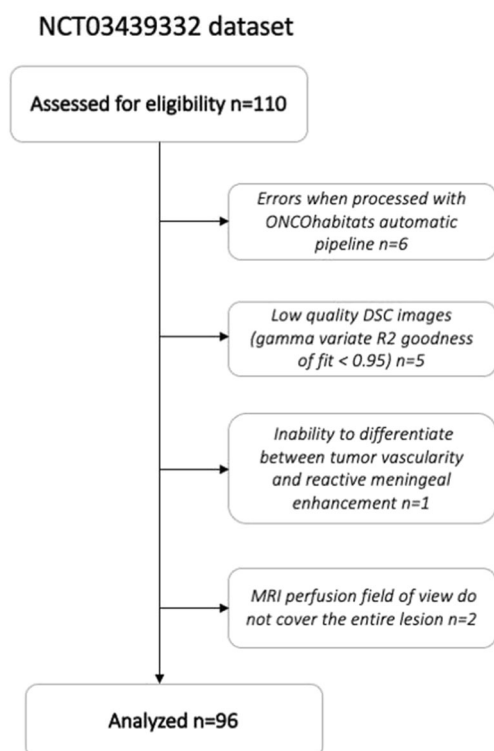 NCT03439332 dataset
Assessed for eligibility n=110
Errors when processed with
ONCOhabitats automatic
pipeline n=6
Low quality DSC images
(gamma variate R2 goodness
of fit < 0.95) n=5
Inability to differentiate
between tumor vascularity
and reactive meningeal
enhancement n=1
MRI perfusion field of view do
not cover the entire lesion n=2
Analyzed n=96